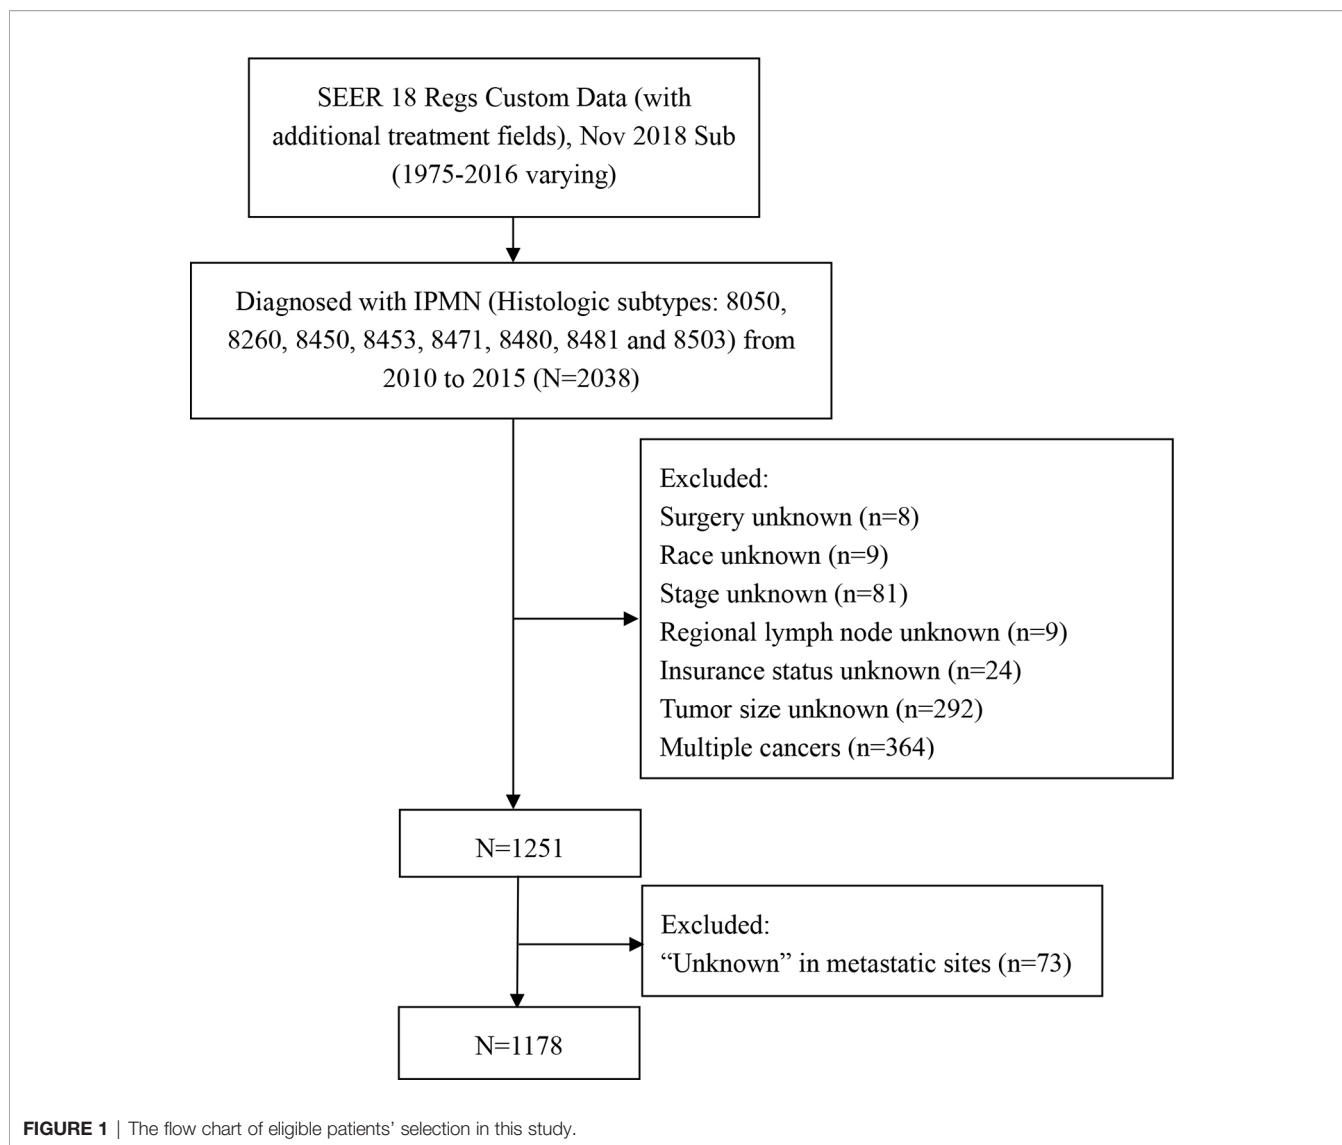 SEER 18 Regs Custom Data (with
additional treatment fields), Nov 2018 Sub
(1975-2016 varying)
Diagnosed with IPMN (Histologic subtypes: 8050,
8260, 8450, 8453, 8471, 8480, 8481 and 8503) from
2010 to 2015 (N=2038)
Excluded:
Surgery unknown (n=8)
Race unknown (n=9)
Stage unknown (n=81)
Regional lymph node unknown (n=9)
Insurance status unknown (n=24)
Tumor size unknown (n=292)
Multiple cancers (n=364)
N=1251
Excluded:
“Unknown” in metastatic sites (n=73)
N=1178
FIGURE 1 | The flow chart of eligible patients’ selection in this study.